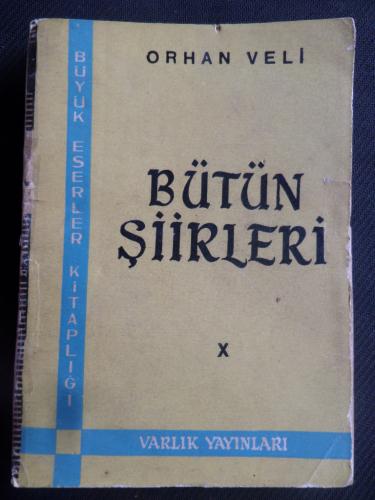 ORHAN VELİ
BÜYÜK ESERLER KİTAPLIĞI
BÜTÜN
ŞİİRLERİ
X
VARLIK YAYINLARI